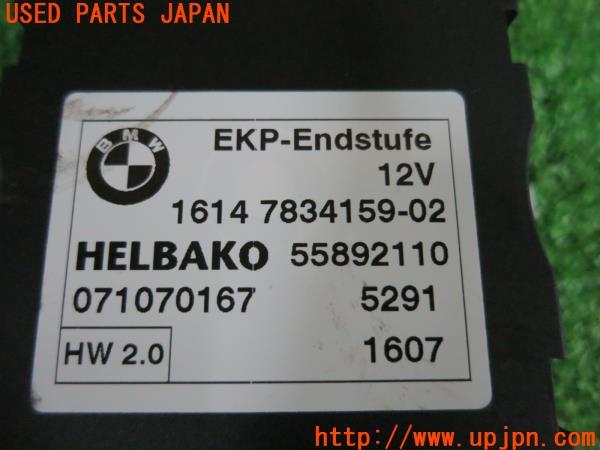 USED PARTS JAPAN
BMW
EKP-Endstufe
12V
1614 7834159-02
HELBAKO 55892110
071070167 5291
HW 2.0 1607
www.upjpn.com